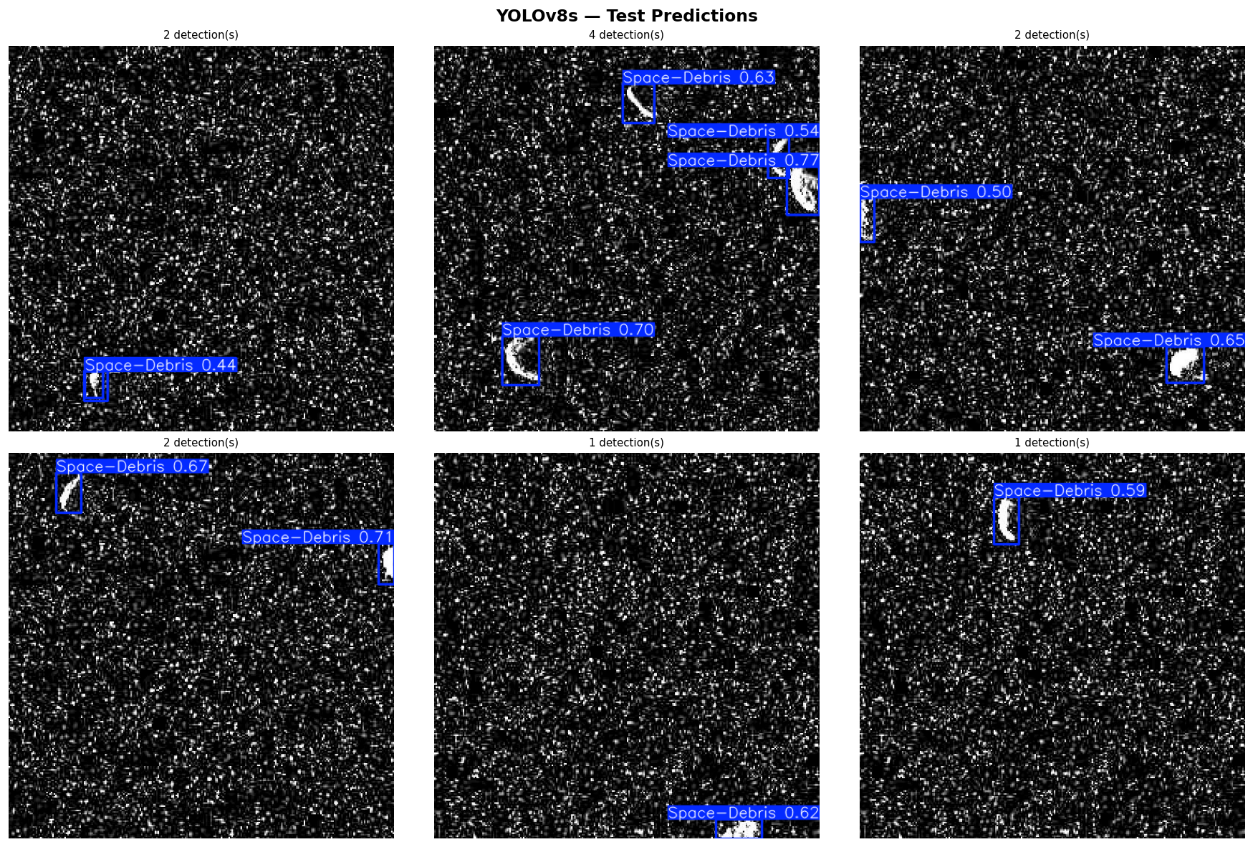 YOLOv8s — Test Predictions
2 detection(s)
4 detection(s)
2 detection(s)
Space-Debris 0.63
Space-Debris 0.54
Space-Debris 0.77
Space-Debris 0.50
Space-Debris 0.70
Space-Debris 0.65
Space-Debris 0.44
2 detection(s)
1 detection(s)
1 detection(s)
Space-Debris 0.67
Space-Debris 0.59
Space-Debris 0.71
Space-Debris 0.62